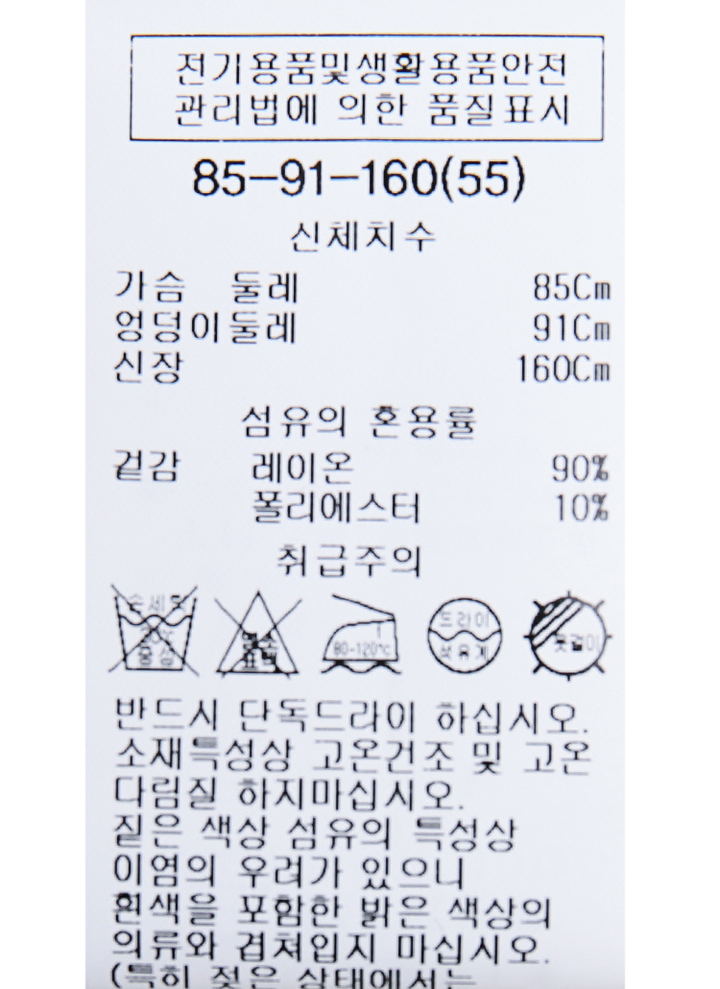 전기용품및생활용품안전
관리법에 의한 품질표시
85-91-160(55)
신체치수
가슴 둘레 85Cm
엉덩이둘레 91Cm
신장 160Cm
섬유의 혼용률
겉감 레이온 90%
폴리에스터 10%
취급주의
손세탁 30℃ 중성
염소 표백
80-120℃
드라이 석유계
옷걸이
반드시 단독드라이 하십시오.
소재특성상 고온건조 및 고온
다림질 하지마십시오.
짙은 색상 섬유의 특성상
이염의 우려가 있으니
흰색을 포함한 밝은 색상의
의류와 겹쳐입지 마십시오.
(특히 젖은 상태에서는